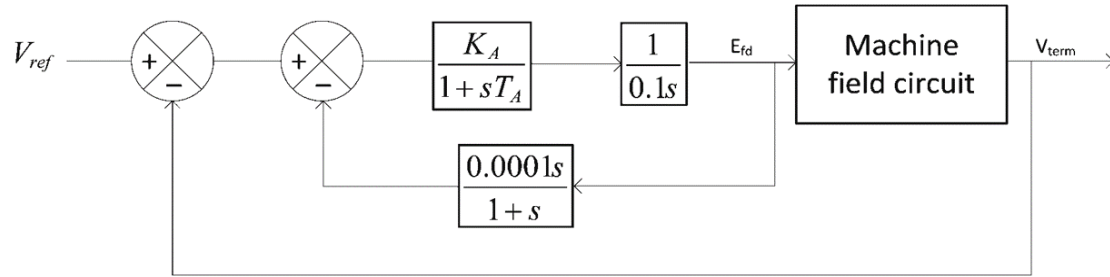 V_ref
+
−
+
−
K_A
1 + sT_A
1
0.1s
E_fd
Machine
field circuit
V_term
0.0001s
1 + s